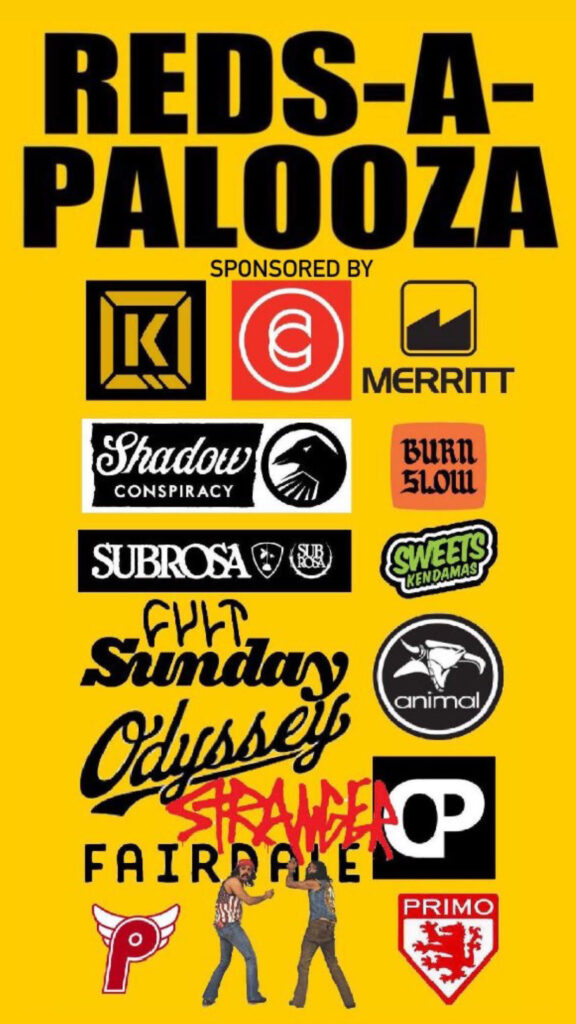 REDS-A-
PALOOZA
SPONSORED BY
K
MERRITT
Shadow
CONSPIRACY
BURN
SLOW
SUBROSA
SUB
ROSA
SWEETS
KENDAMAS
CULT
Sunday
animal
Odyssey
STRANGER
OP
FAIRDALE
P
PRIMO